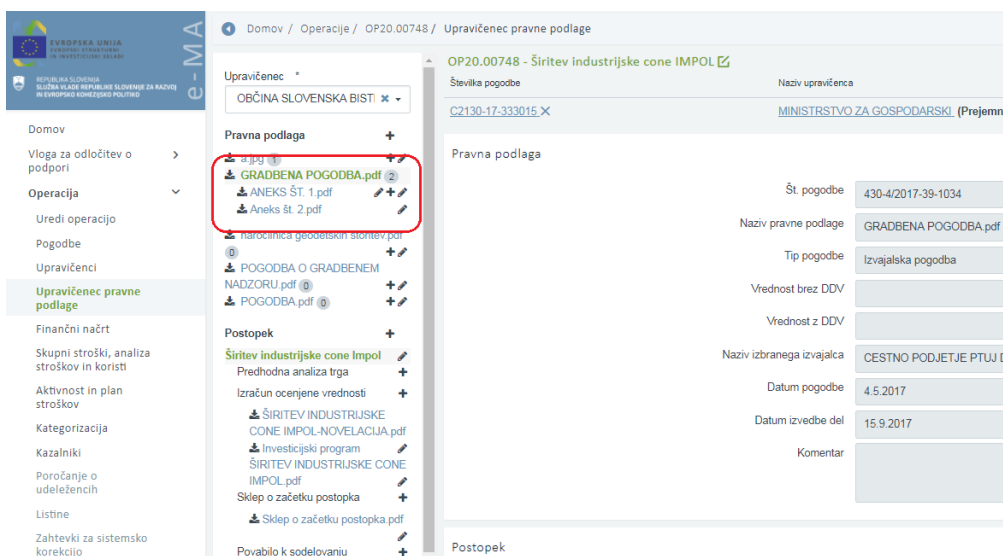 EVROPSKA UNIJA
EVROPSKI STRUKTURNI
IN INVESTICIJSKI SKLADI
REPUBLIKA SLOVENIJA
SLUŽBA VLADE REPUBLIKE SLOVENIJE ZA RAZVOJ
IN EVROPSKO KOHEZIJSKO POLITIKO
e-MA
Domov
Vloga za odločitev o
podpori
Operacija
Uredi operacijo
Pogodbe
Upravičenci
Upravičenec pravne
podlage
Finančni načrt
Skupni stroški, analiza
stroškov in koristi
Aktivnost in plan
stroškov
Kategorizacija
Kazalniki
Poročanje o
udeležencih
Listine
Zahtevki za sistemsko
korekcijo
Domov / Operacije / OP20.00748 / Upravičenec pravne podlage
Upravičenec *
OBČINA SLOVENSKA BISTI
Pravna podlaga
a.jpg 1
GRADBENA POGODBA.pdf 2
ANEKS ŠT. 1.pdf
Aneks št. 2.pdf
naročilnica geodetskih storitev.pdf
0
POGODBA O GRADBENEM
NADZORU.pdf 0
POGODBA.pdf 0
Postopek
Širitev industrijske cone Impol
Predhodna analiza trga
Izračun ocenjene vrednosti
ŠIRITEV INDUSTRIJSKE
CONE IMPOL-NOVELACIJA.pdf
Investicijski program
ŠIRITEV INDUSTRIJSKE CONE
IMPOL.pdf
Sklep o začetku postopka
Sklep o začetku postopka.pdf
Povabilo k sodelovanju
OP20.00748 - Širitev industrijske cone IMPOL
Številka pogodbe Naziv upravičenca
C2130-17-333015 MINISTRSTVO ZA GOSPODARSKI (Prejemn
Pravna podlaga
Št. pogodbe 430-4/2017-39-1034
Naziv pravne podlage GRADBENA POGODBA.pdf
Tip pogodbe Izvajalska pogodba
Vrednost brez DDV
Vrednost z DDV
Naziv izbranega izvajalca CESTNO PODJETJE PTUJ D
Datum pogodbe 4.5.2017
Datum izvedbe del 15.9.2017
Komentar
Postopek